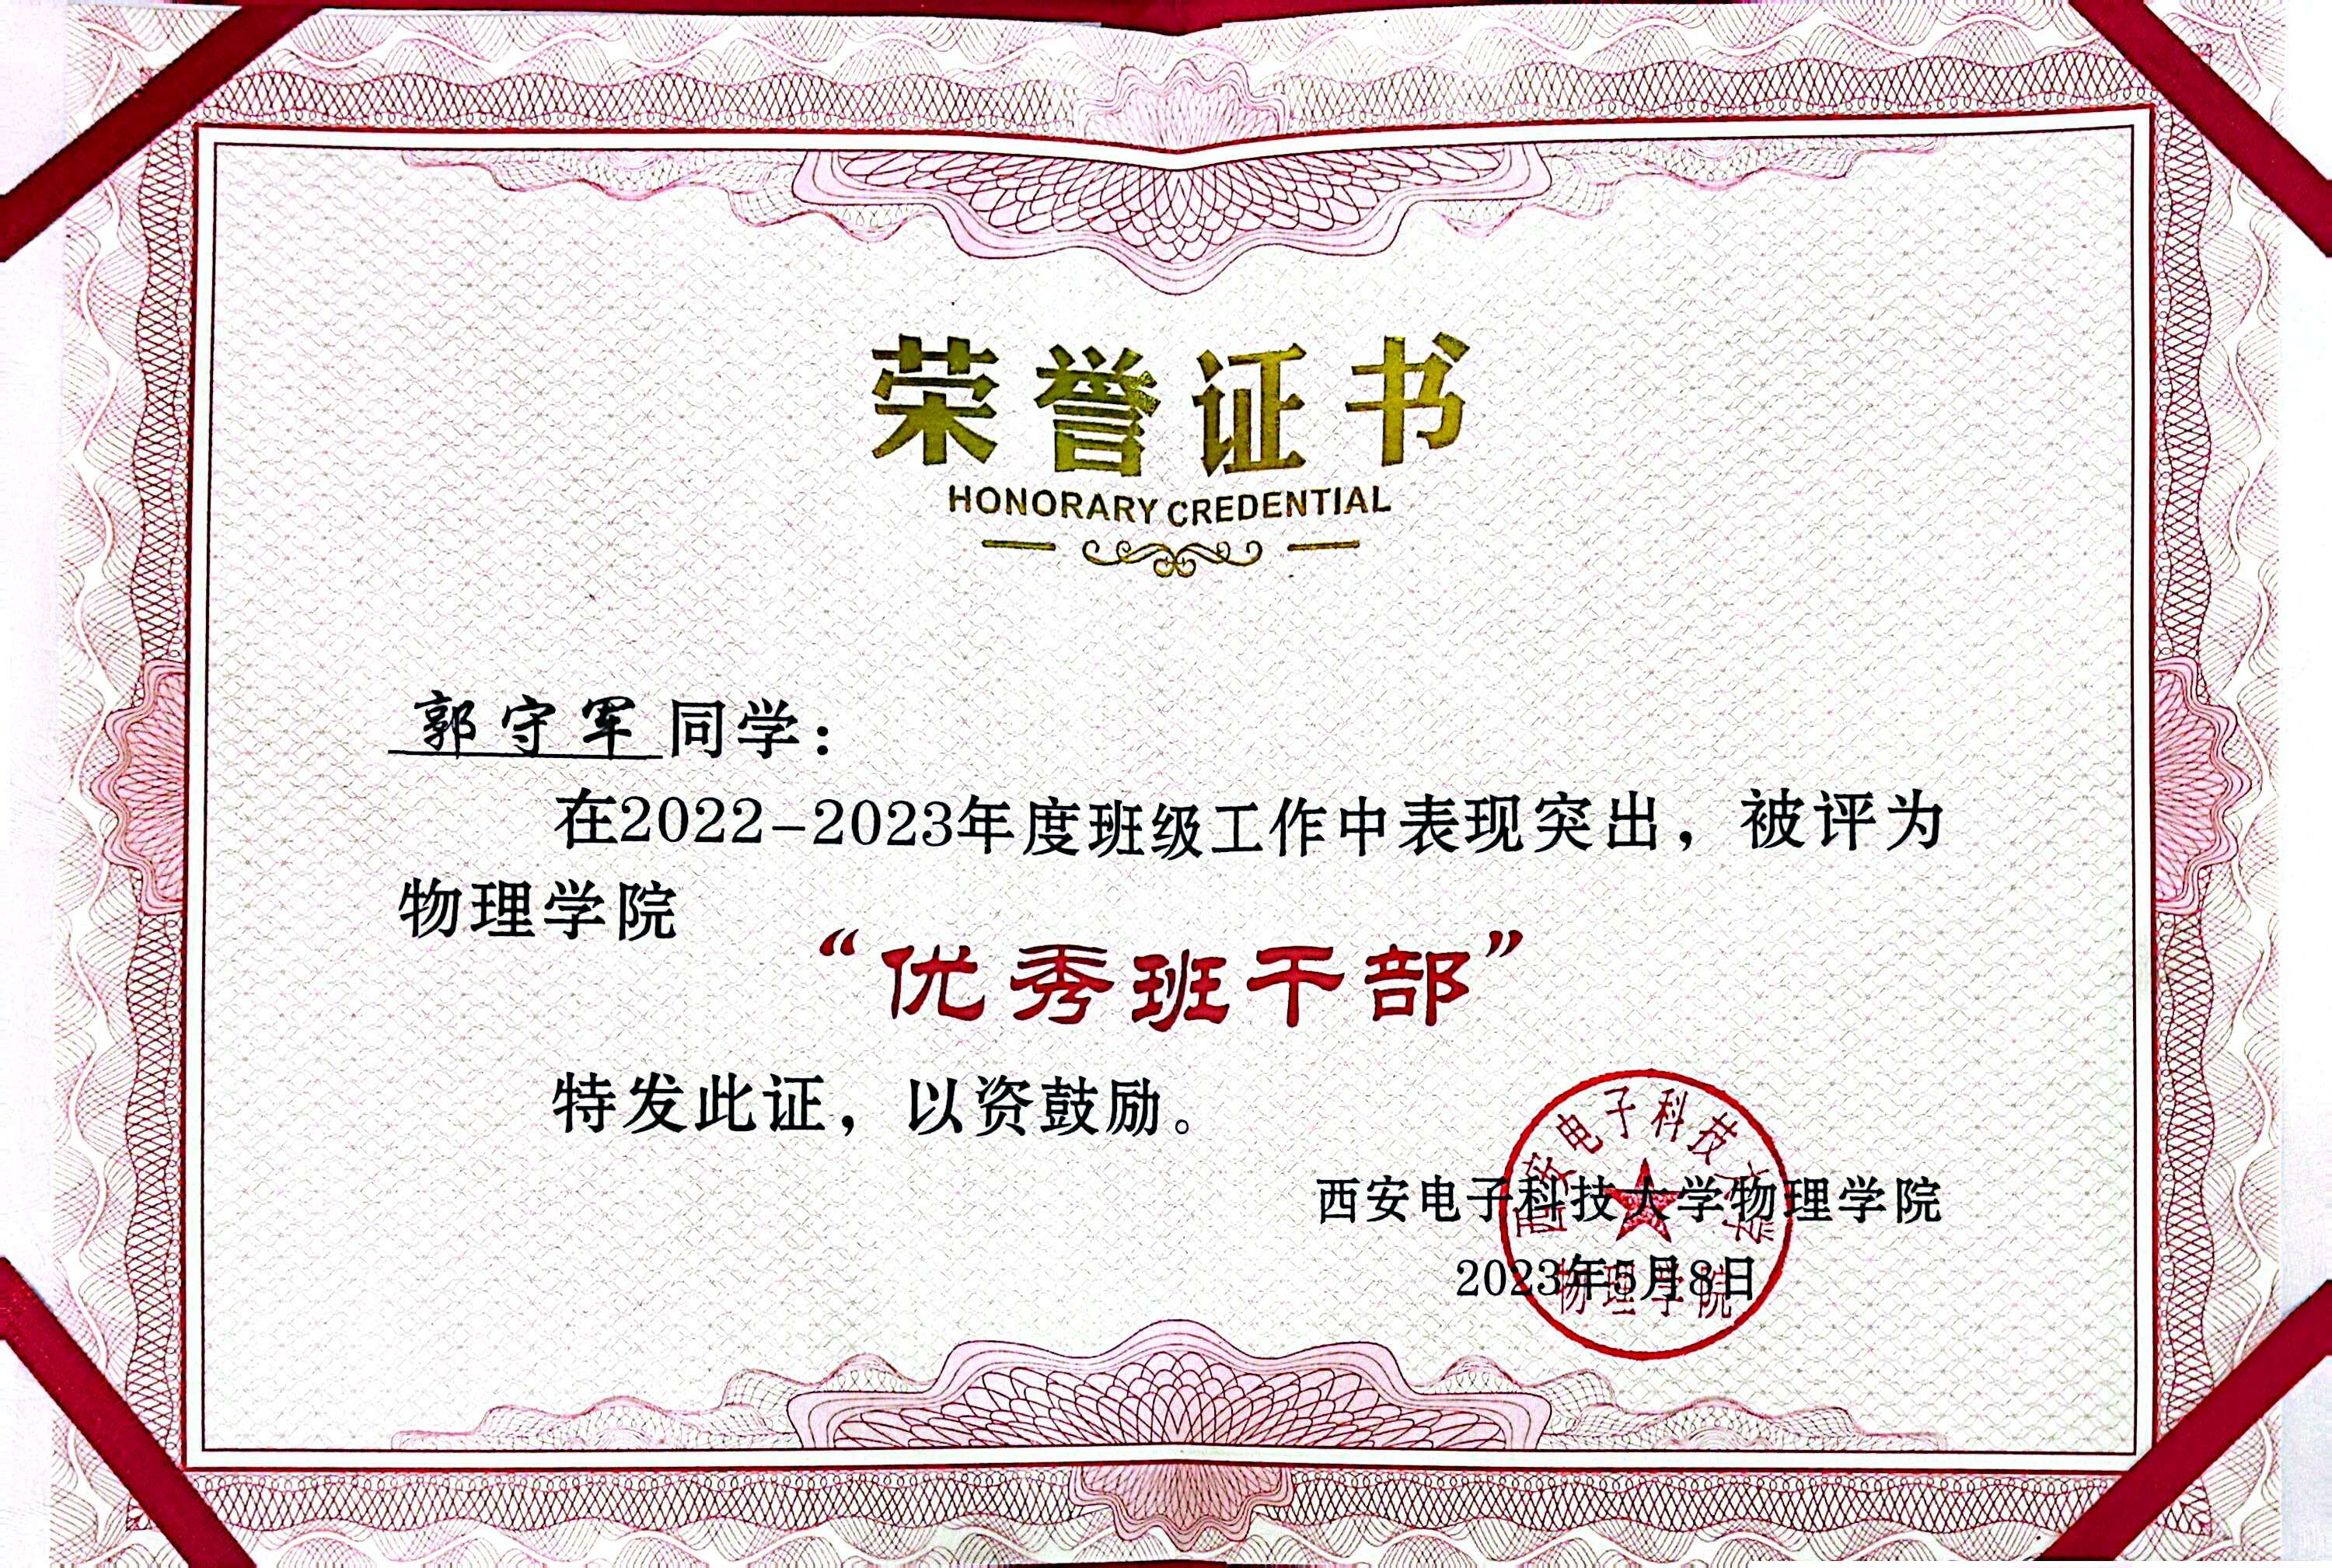 荣誉证书
HONORARY CREDENTIAL
郭守军同学：
在2022-2023年度班级工作中表现突出，被评为
物理学院
“优秀班干部”
特发此证，以资鼓励。
西安电子科技大学物理学院
2023年5月8日
西安电子科技大学
物理学院